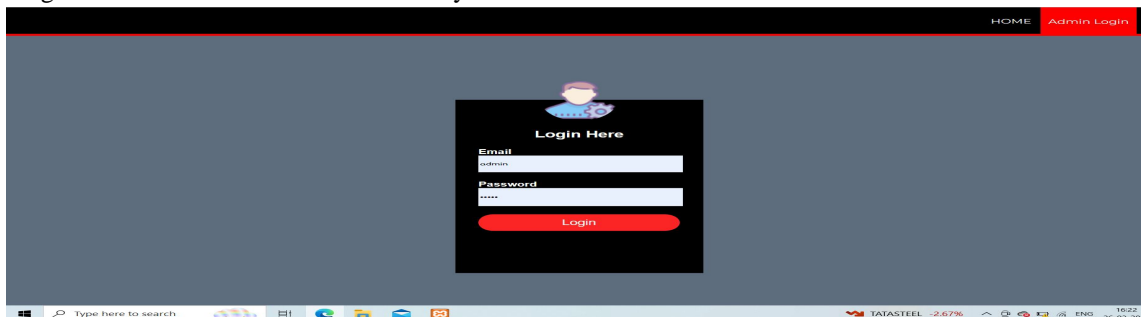 HOME Admin Login
Login Here
Email
admin
Password
•••••
Login
Type here to search TATASTEEL -2.67% ENG 16:22